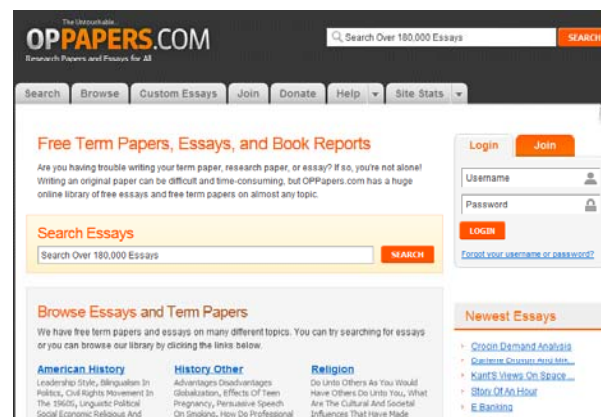 The Untouchable...
OPPAPERS.COM
Research Papers and Essays for All
Search Over 180,000 Essays
SEARCH
Search Browse Custom Essays Join Donate Help Site Stats
Free Term Papers, Essays, and Book Reports
Are you having trouble writing your term paper, research paper, or essay? If so, you're not alone!
Writing an original paper can be difficult and time-consuming, but OPPapers.com has a huge
online library of free essays and free term papers on almost any topic.
Search Essays
Search Over 180,000 Essays
SEARCH
Browse Essays and Term Papers
We have free term papers and essays on many different topics. You can try searching for essays
or you can browse our library by clicking the links below.
American History
Leadership Style, Bilingualism In
Politics, Civil Rights Movement In
The 1960S, Linguistic Political
Social Economic Religious And
History Other
Advantages Disadvantages
Globalization, Effects Of Teen
Pregnancy, Persuasive Speech
On Smoking, How Do Professional
Religion
Do Unto Others As You Would
Have Others Do Unto You, What
Are The Cultural And Societal
Influences That Have Made
Login Join
Username
Password
LOGIN
Forgot your username or password?
Newest Essays
Crocin Demand Analysis
Kant'S Views On Space ...
Story Of An Hour
E Banking